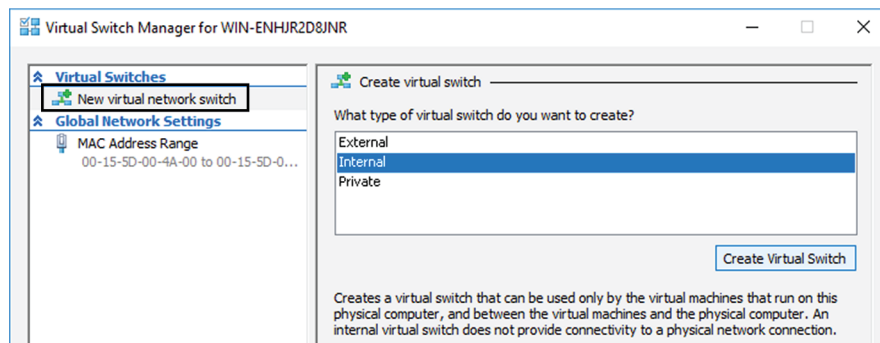 Virtual Switch Manager for WIN-ENHJR2D8JNR
Virtual Switches
New virtual network switch
Global Network Settings
MAC Address Range
00-15-5D-00-4A-00 to 00-15-5D-0...
Create virtual switch
What type of virtual switch do you want to create?
External
Internal
Private
Create Virtual Switch
Creates a virtual switch that can be used only by the virtual machines that run on this
physical computer, and between the virtual machines and the physical computer. An
internal virtual switch does not provide connectivity to a physical network connection.